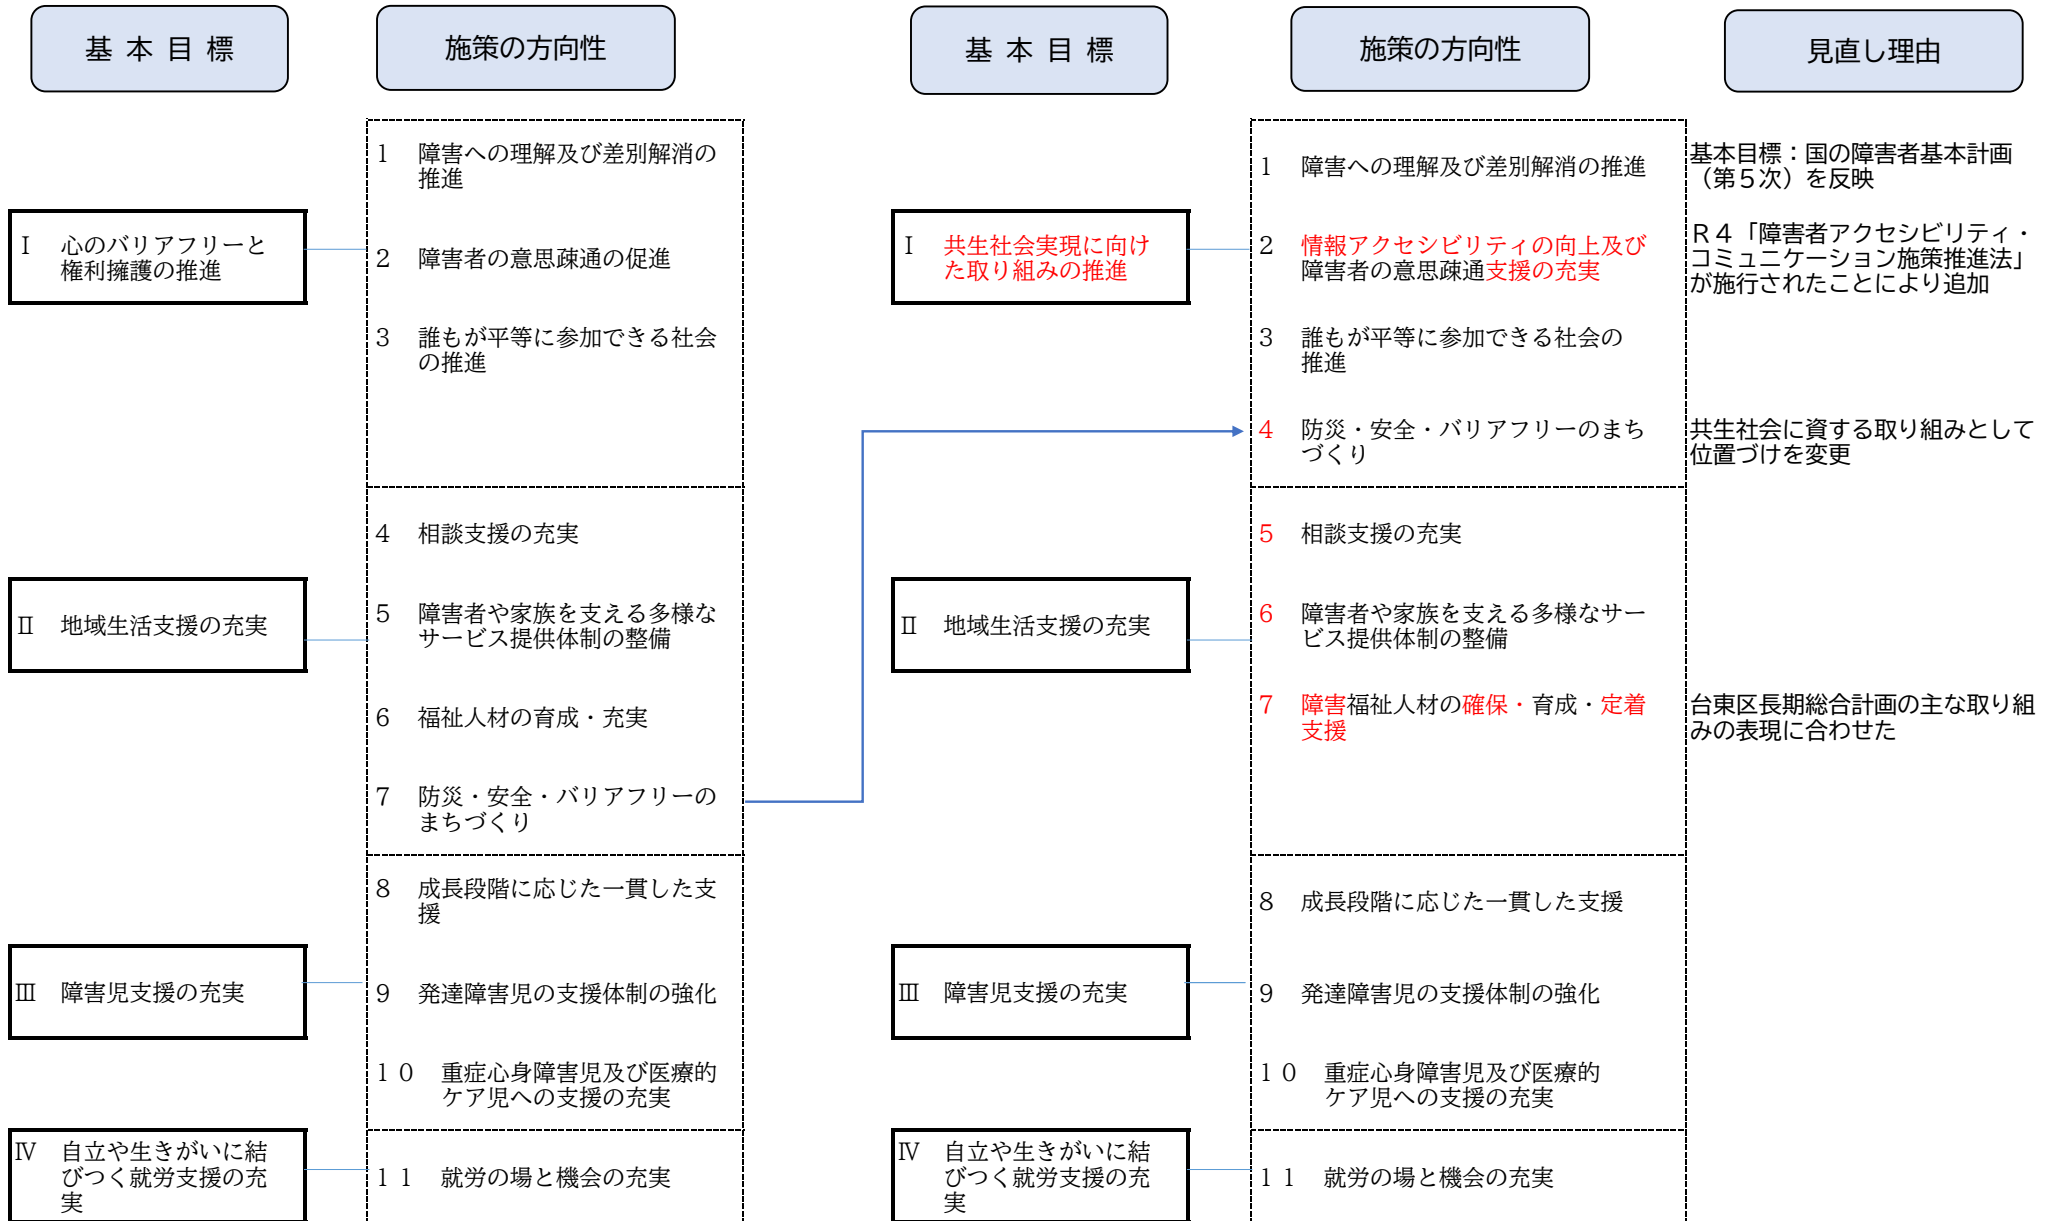 基 本 目 標
施策の方向性
Ⅰ 心のバリアフリーと
権利擁護の推進
1 障害への理解及び差別解消の
推進
2 障害者の意思疎通の促進
3 誰もが平等に参加できる社会
の推進
Ⅱ 地域生活支援の充実
4 相談支援の充実
5 障害者や家族を支える多様な
サービス提供体制の整備
6 福祉人材の育成・充実
7 防災・安全・バリアフリーの
まちづくり
Ⅲ 障害児支援の充実
8 成長段階に応じた一貫した支
援
9 発達障害児の支援体制の強化
10 重症心身障害児及び医療的
ケア児への支援の充実
Ⅳ 自立や生きがいに結
びつく就労支援の充
実
11 就労の場と機会の充実
基 本 目 標
施策の方向性
見直し理由
Ⅰ 共生社会実現に向け
た取り組みの推進
1 障害への理解及び差別解消の推進
基本目標：国の障害者基本計画
（第５次）を反映
2 情報アクセシビリティの向上及び
障害者の意思疎通支援の充実
Ｒ４「障害者アクセシビリティ・
コミュニケーション施策推進法」
が施行されたことにより追加
3 誰もが平等に参加できる社会の
推進
4 防災・安全・バリアフリーのまち
づくり
共生社会に資する取り組みとして
位置づけを変更
Ⅱ 地域生活支援の充実
5 相談支援の充実
6 障害者や家族を支える多様なサー
ビス提供体制の整備
7 障害福祉人材の確保・育成・定着
支援
台東区長期総合計画の主な取り組
みの表現に合わせた
Ⅲ 障害児支援の充実
8 成長段階に応じた一貫した支援
9 発達障害児の支援体制の強化
10 重症心身障害児及び医療的
ケア児への支援の充実
Ⅳ 自立や生きがいに結
びつく就労支援の充
実
11 就労の場と機会の充実